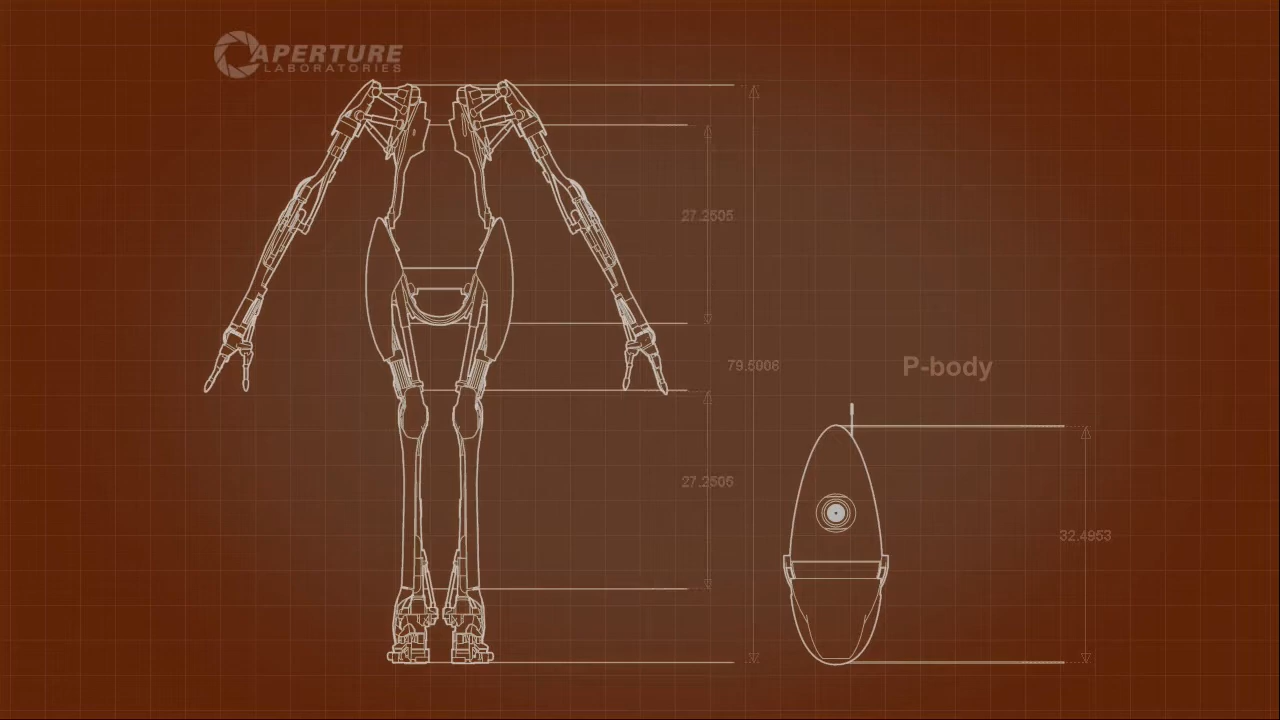 APERTURE
LABORATORIES
27.2505
79.5006
P-body
27.2505
32.4953